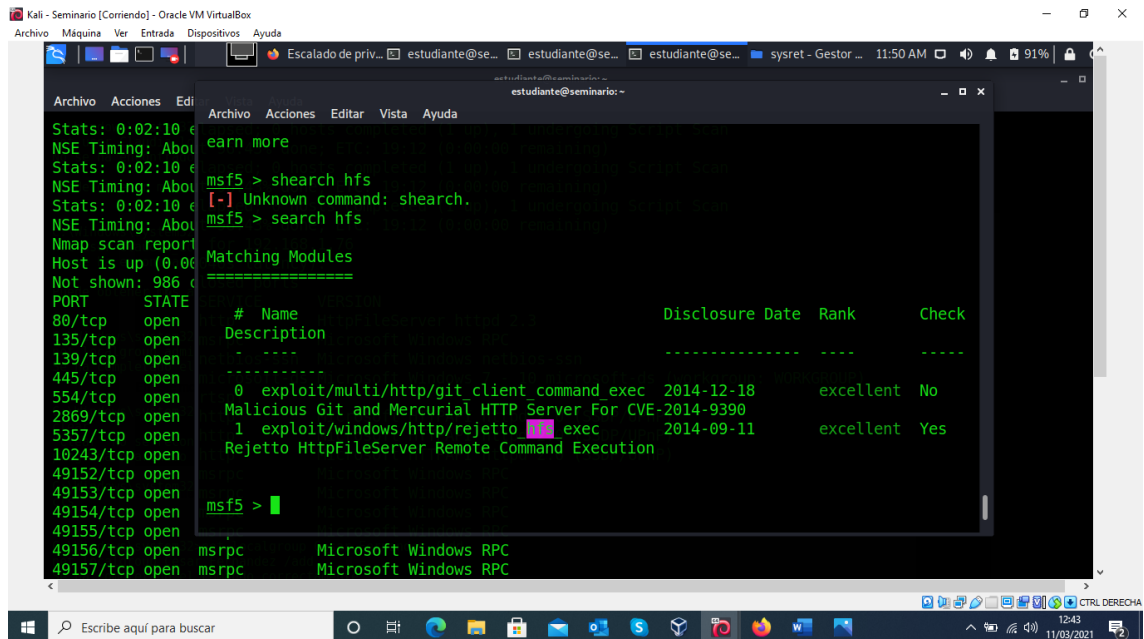 Kali - Seminario [Corriendo] - Oracle VM VirtualBox
Archivo Máquina Ver Entrada Dispositivos Ayuda
Escalado de priv... estudiante@se... estudiante@se... estudiante@se... sysret - Gestor ... 11:50 AM 91%
estudiante@seminario: ~
Archivo Acciones Edi
estudiante@seminario: ~
Archivo Acciones Editar Vista Ayuda
Stats: 0:02:10
NSE Timing: Abou
Stats: 0:02:10
NSE Timing: Abou
Stats: 0:02:10
NSE Timing: Abou
Nmap scan report
Host is up (0.00
Not shown: 986
PORT STATE
80/tcp open
135/tcp open
139/tcp open
445/tcp open
554/tcp open
2869/tcp open
5357/tcp open
10243/tcp open
49152/tcp open
49153/tcp open
49154/tcp open
49155/tcp open
49156/tcp open msrpc Microsoft Windows RPC
49157/tcp open msrpc Microsoft Windows RPC
earn more
msf5 > shearch hfs
[-] Unknown command: shearch.
msf5 > search hfs
Matching Modules
================
# Name Disclosure Date Rank Check
Description
- ---- --------------- ---- -----
-----------
0 exploit/multi/http/git_client_command_exec 2014-12-18 excellent No
Malicious Git and Mercurial HTTP Server For CVE-2014-9390
1 exploit/windows/http/rejetto_hfs_exec 2014-09-11 excellent Yes
Rejetto HttpFileServer Remote Command Execution
msf5 >
CTRL DERECHA
Escribe aquí para buscar
12:43
11/03/2021
2